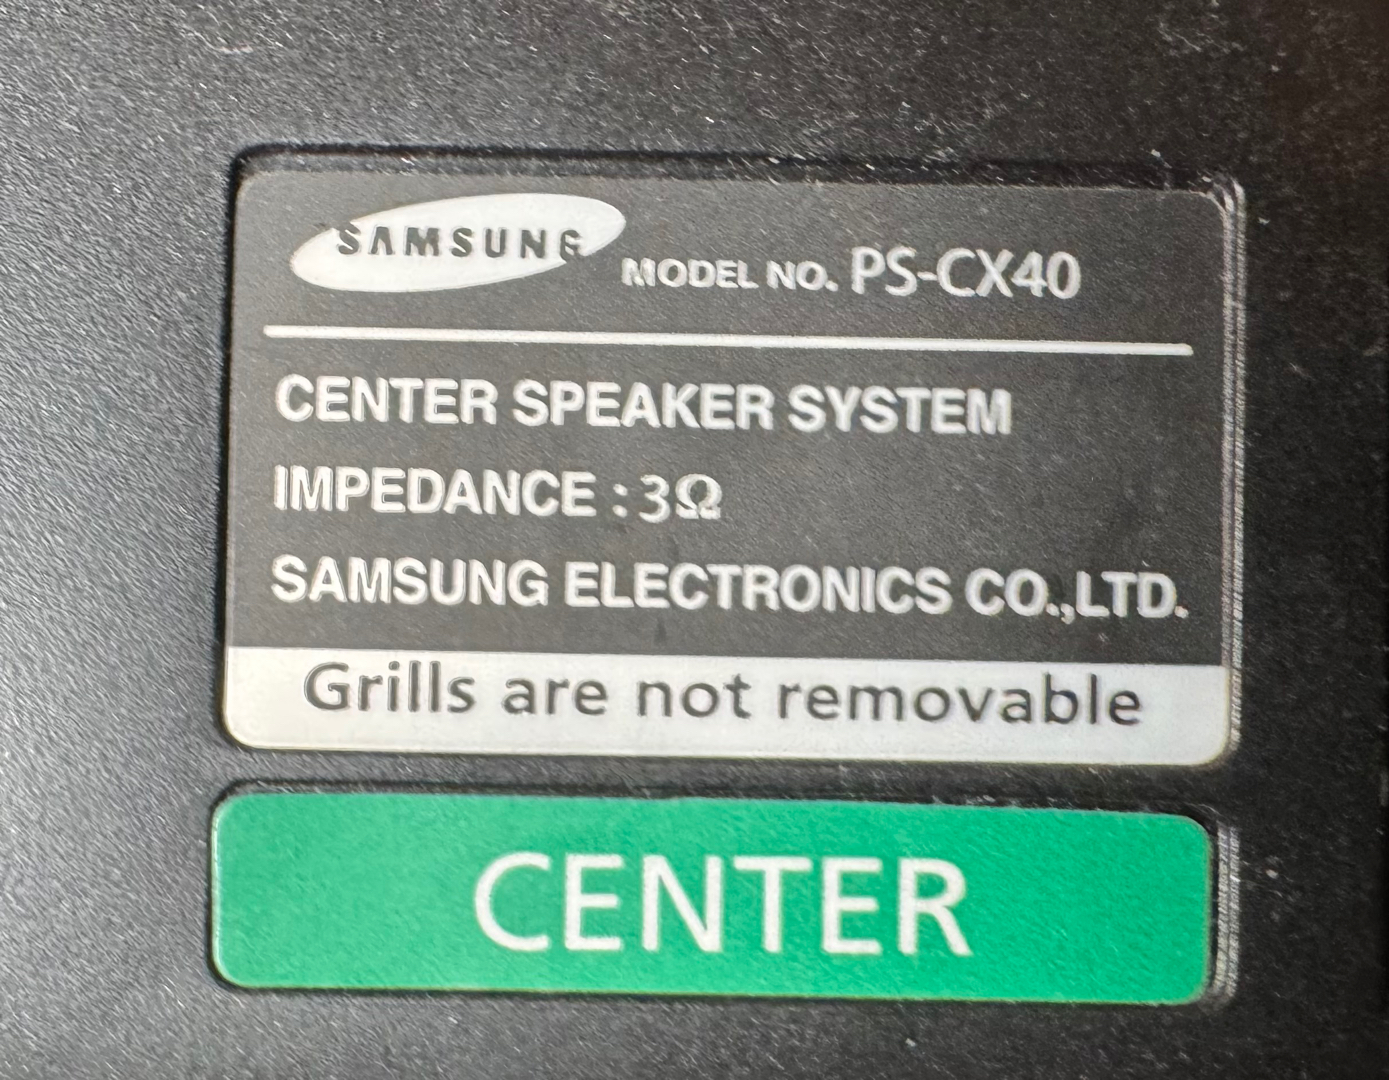 SAMSUNG MODEL NO. PS-CX40
CENTER SPEAKER SYSTEM
IMPEDANCE : 3Ω
SAMSUNG ELECTRONICS CO.,LTD.
Grills are not removable
CENTER